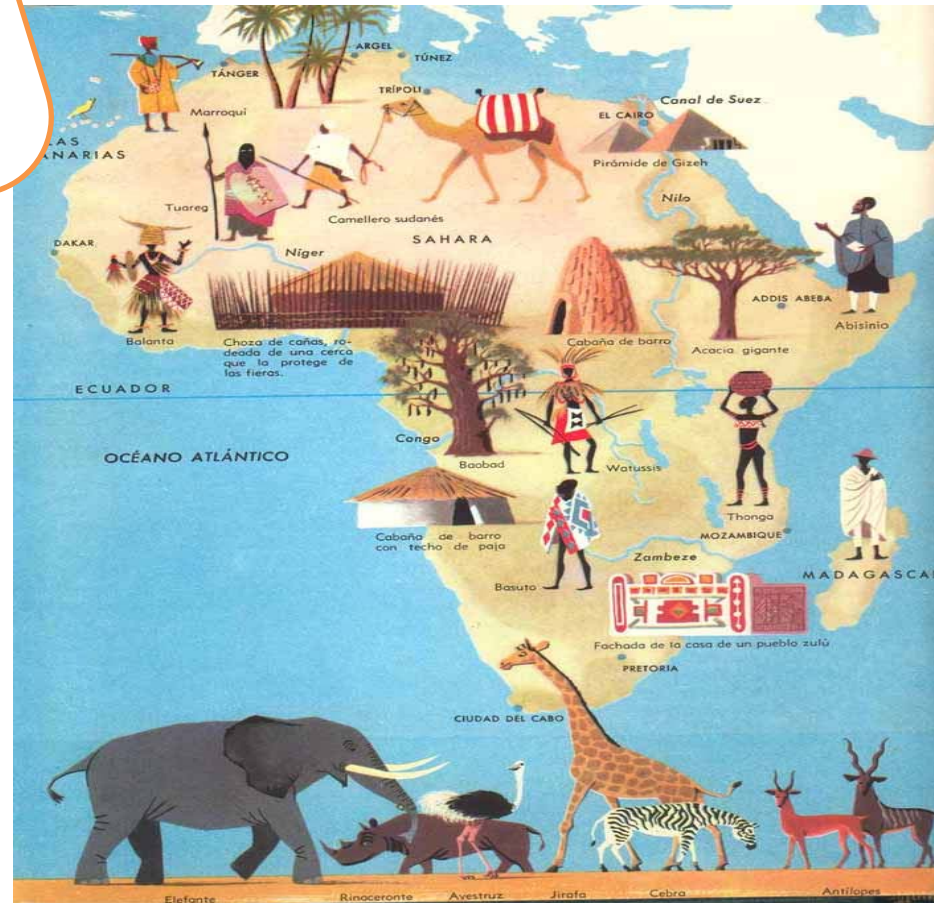 ARGEL
TÚNEZ
TÁNGER
TRÍPOLI
Canal de Suez
EL CAIRO
Marroquí
LAS
CANARIAS
Pirámide de Gizeh
Nilo
Tuareg
Camellero sudanés
SAHARA
DAKAR
Níger
ADDIS ABEBA
Abisinio
Balanta
Choza de cañas, ro-
deada de una cerca
que la protege de
las fieras.
Cabaña de barro
Acacia gigante
ECUADOR
Congo
OCÉANO ATLÁNTICO
Baobad
Watussis
Thonga
Cabaña de barro
con techo de paja
MOZAMBIQUE
Zambeze
MADAGASCA
Basuto
Fachada de la casa de un pueblo zulú
PRETORIA
CIUDAD DEL CABO
Elefante
Rinoceronte
Avestruz
Jirafa
Cebra
Antílopes